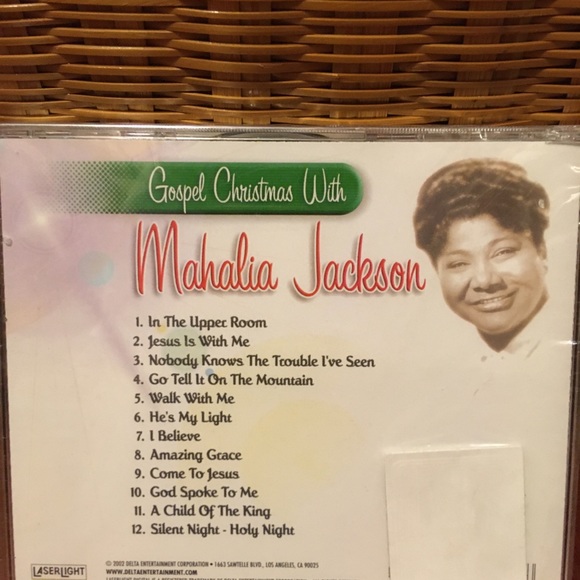 Gospel Christmas With
Mahalia Jackson
1. In The Upper Room
2. Jesus Is With Me
3. Nobody Knows The Trouble I've Seen
4. Go Tell It On The Mountain
5. Walk With Me
6. He's My Light
7. I Believe
8. Amazing Grace
9. Come To Jesus
10. God Spoke To Me
11. A Child Of The King
12. Silent Night - Holy Night
© 2002 DELTA ENTERTAINMENT CORPORATION • 1663 SAWTELLE BLVD., LOS ANGELES, CA 90025
LASERLIGHT WWW.DELTAENTERTAINMENT.COM